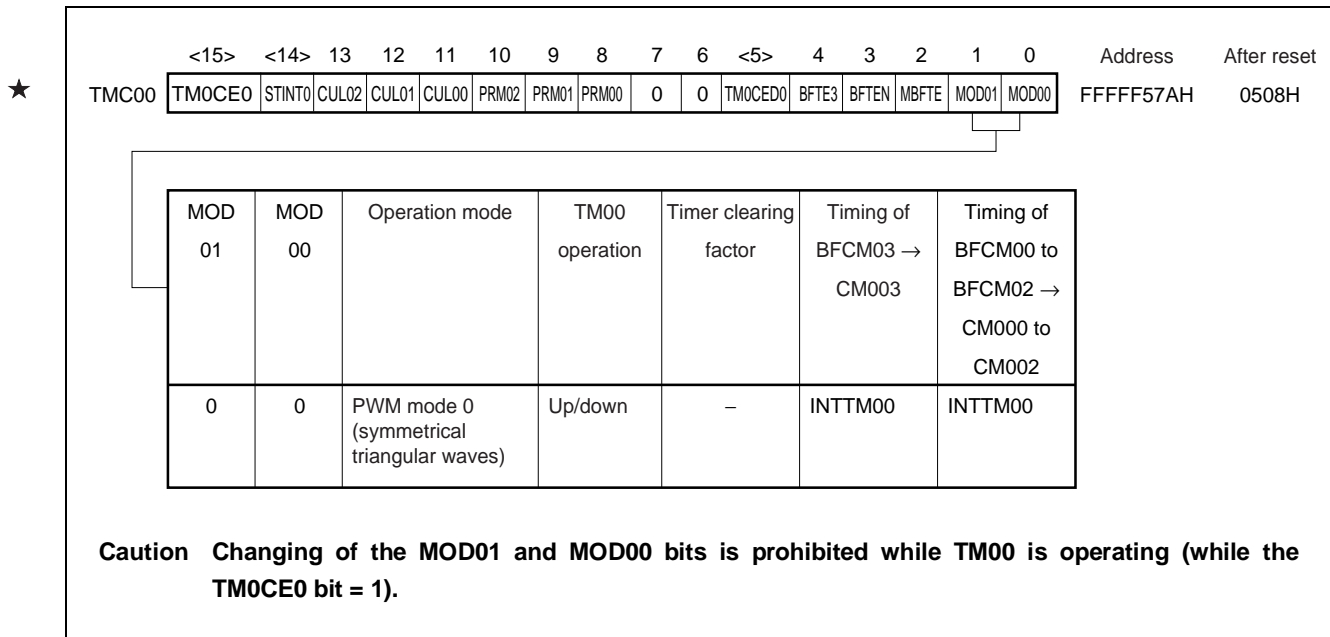 <15> <14> 13 12 11 10 9 8 7 6 <5> 4 3 2 1 0 Address After reset
★ TMC00 TM0CE0 STINT0 CUL02 CUL01 CUL00 PRM02 PRM01 PRM00 0 0 TM0CED0 BFTE3 BFTEN MBFTE MOD01 MOD00 FFFFF57AH 0508H
MOD MOD Operation mode TM00 Timer clearing Timing of Timing of
01 00 operation factor BFCM03 → BFCM00 to
CM003 BFCM02 →
CM000 to
CM002
0 0 PWM mode 0 Up/down – INTTM00 INTTM00
(symmetrical
triangular waves)
Caution Changing of the MOD01 and MOD00 bits is prohibited while TM00 is operating (while the
TM0CE0 bit = 1).